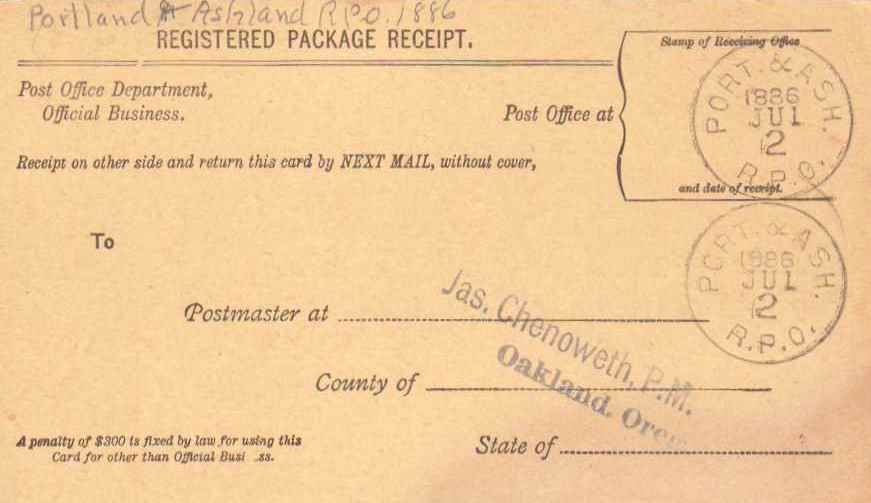 Portland & Ashland R.P.O. 1886
REGISTERED PACKAGE RECEIPT.
Post Office Department,
Official Business.
Post Office at
Stamp of Receiving Office
and date of receipt.
PORT. & ASH.
1886
JUL
2
R.P.O.
Receipt on other side and return this card by NEXT MAIL, without cover,
PORT. & ASH.
1886
JUL
2
R.P.O.
To
Postmaster at
Jas. Chenoweth, P.M.
Oakland, Ore
County of
State of
A penalty of $300 is fixed by law for using this
Card for other than Official Busi ss.